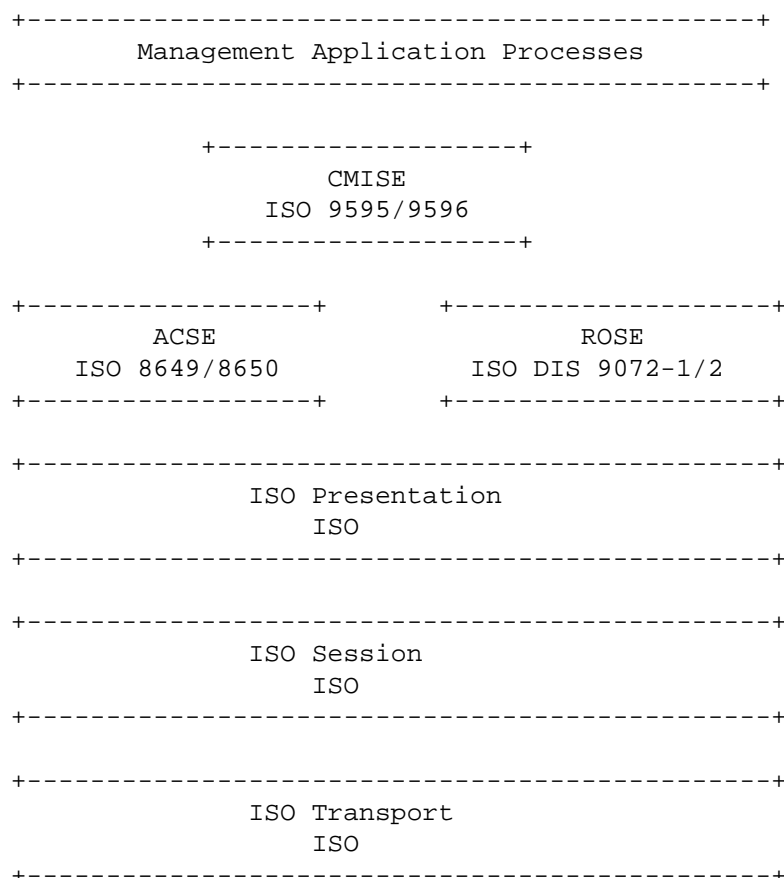 +-----------------------------------------------+
Management Application Processes
+-----------------------------------------------+
+-------------------+
CMISE
ISO 9595/9596
+-------------------+
+------------------+ +--------------------+
ACSE ROSE
ISO 8649/8650 ISO DIS 9072-1/2
+------------------+ +--------------------+
+-----------------------------------------------+
ISO Presentation
ISO
+-----------------------------------------------+
+-----------------------------------------------+
ISO Session
ISO
+-----------------------------------------------+
+-----------------------------------------------+
ISO Transport
ISO
+-----------------------------------------------+